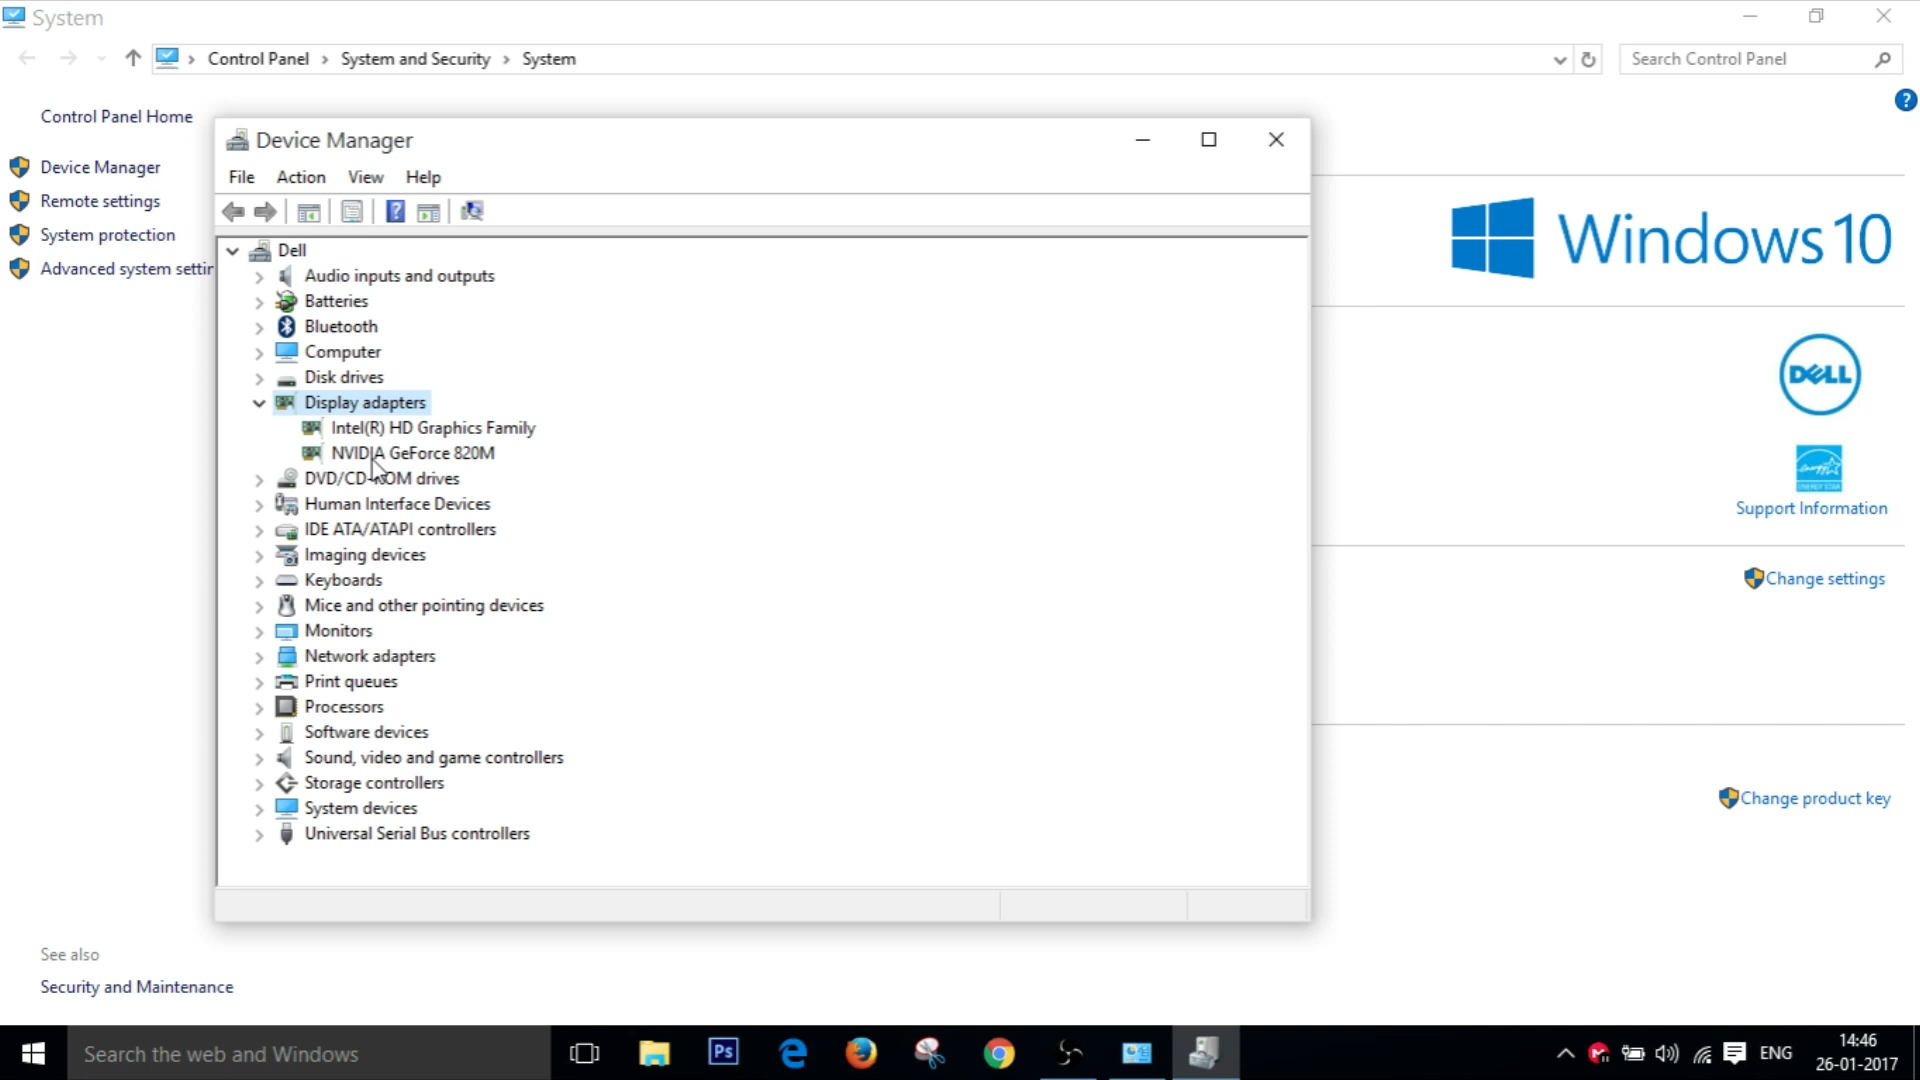 System
Control Panel › System and Security › System
Search Control Panel
?
Control Panel Home
Device Manager
Remote settings
System protection
Advanced system settin
Device Manager
File Action View Help
?
Dell
Audio inputs and outputs
Batteries
Bluetooth
Computer
Disk drives
Display adapters
Intel(R) HD Graphics Family
NVIDIA GeForce 820M
DVD/CD-ROM drives
Human Interface Devices
IDE ATA/ATAPI controllers
Imaging devices
Keyboards
Mice and other pointing devices
Monitors
Network adapters
Print queues
Processors
Software devices
Sound, video and game controllers
Storage controllers
System devices
Universal Serial Bus controllers
Windows 10
DELL
ENERGY STAR
Support Information
Change settings
Change product key
See also
Security and Maintenance
Search the web and Windows
Ps
ENG
14:46
26-01-2017